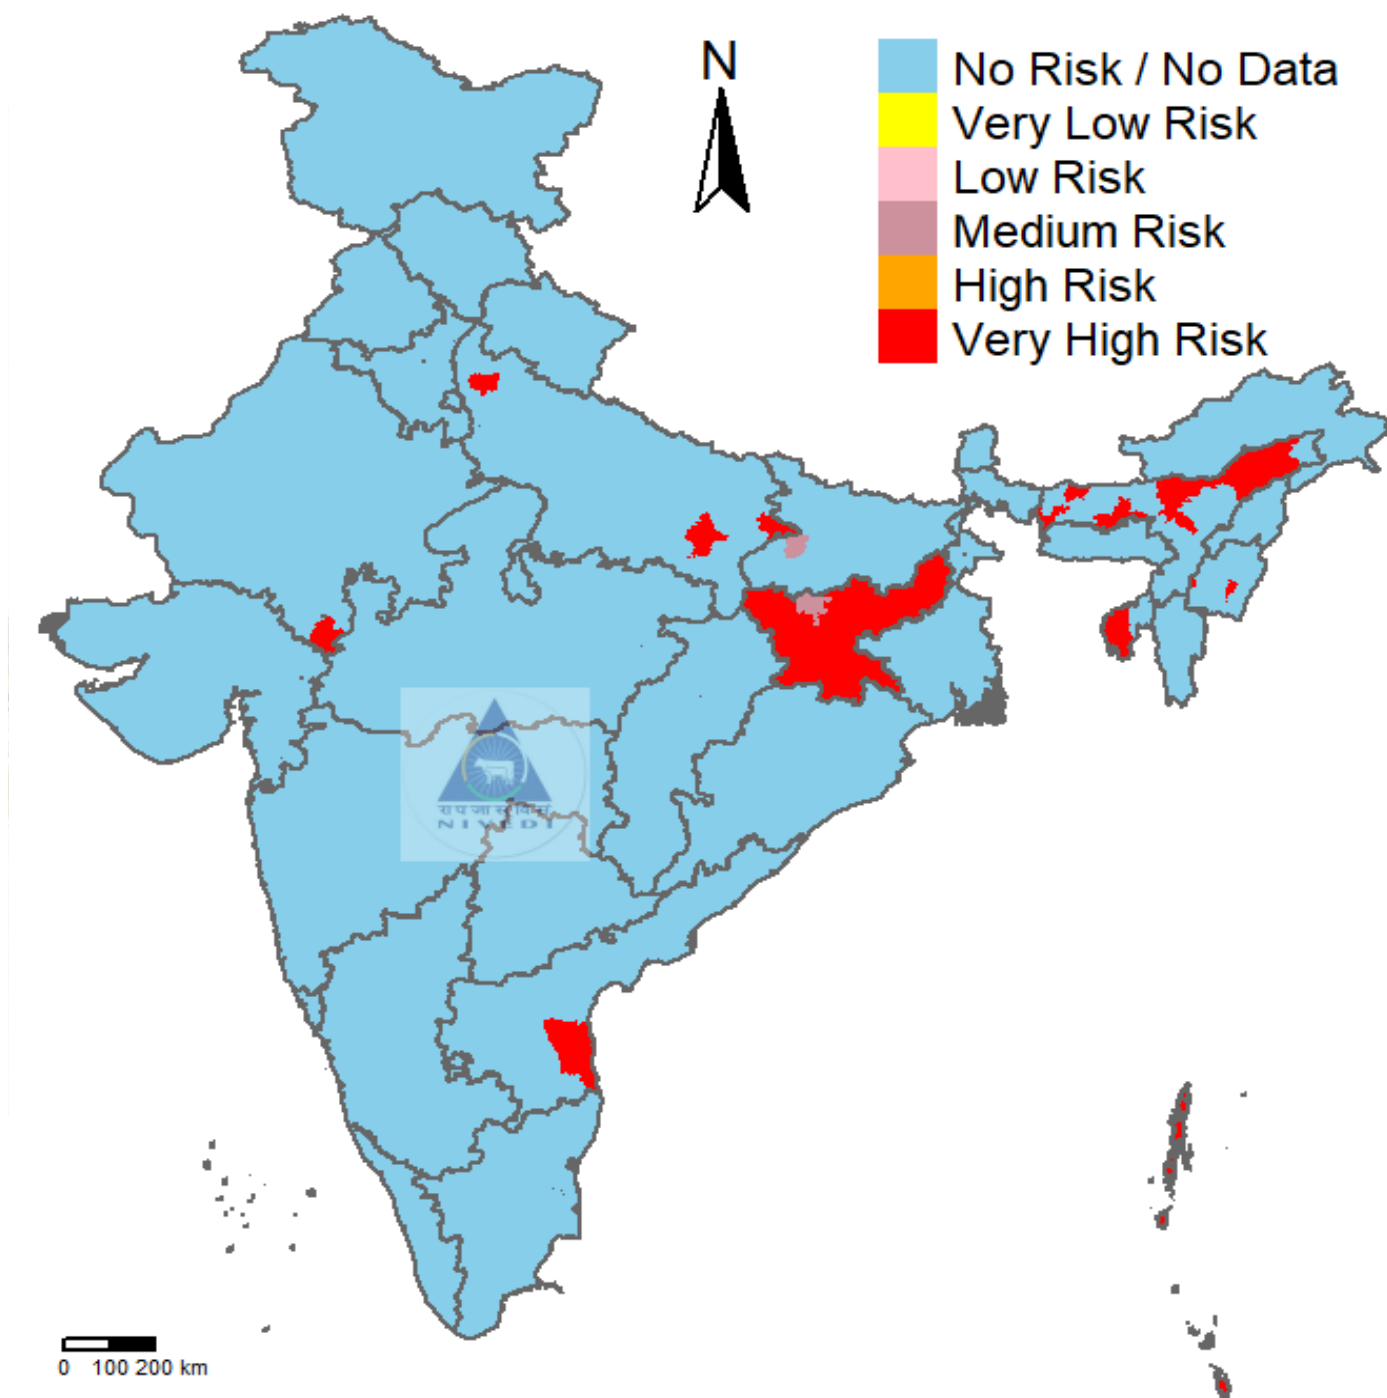 N
No Risk / No Data
Very Low Risk
Low Risk
Medium Risk
High Risk
Very High Risk
NIVEDI
0 100 200 km